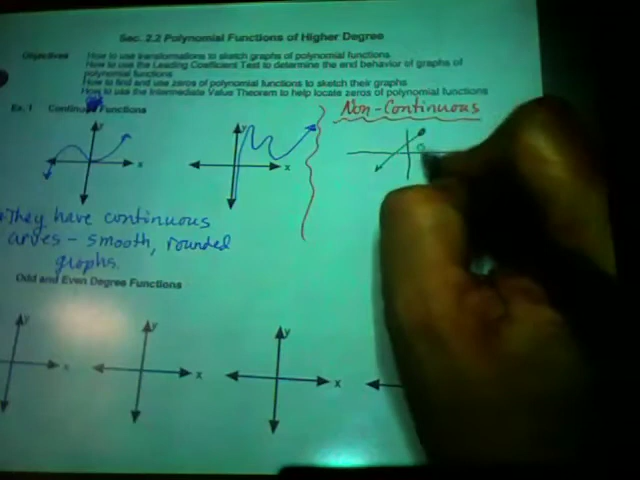 Sec. 2.2 Polynomial Functions of Higher Degree
Objectives How to use transformations to sketch graphs of polynomial functions
How to use the Leading Coefficient Test to determine the end behavior of graphs of
polynomial functions
How to find and use zeros of polynomial functions to sketch their graphs
How to use the Intermediate Value Theorem to help locate zeros of polynomial functions
Ex. 1 Continuous Functions Non-Continuous
y y
x x
They have continuous
curves - smooth, rounded
graphs.
Odd and Even Degree Functions
y y y
x x x